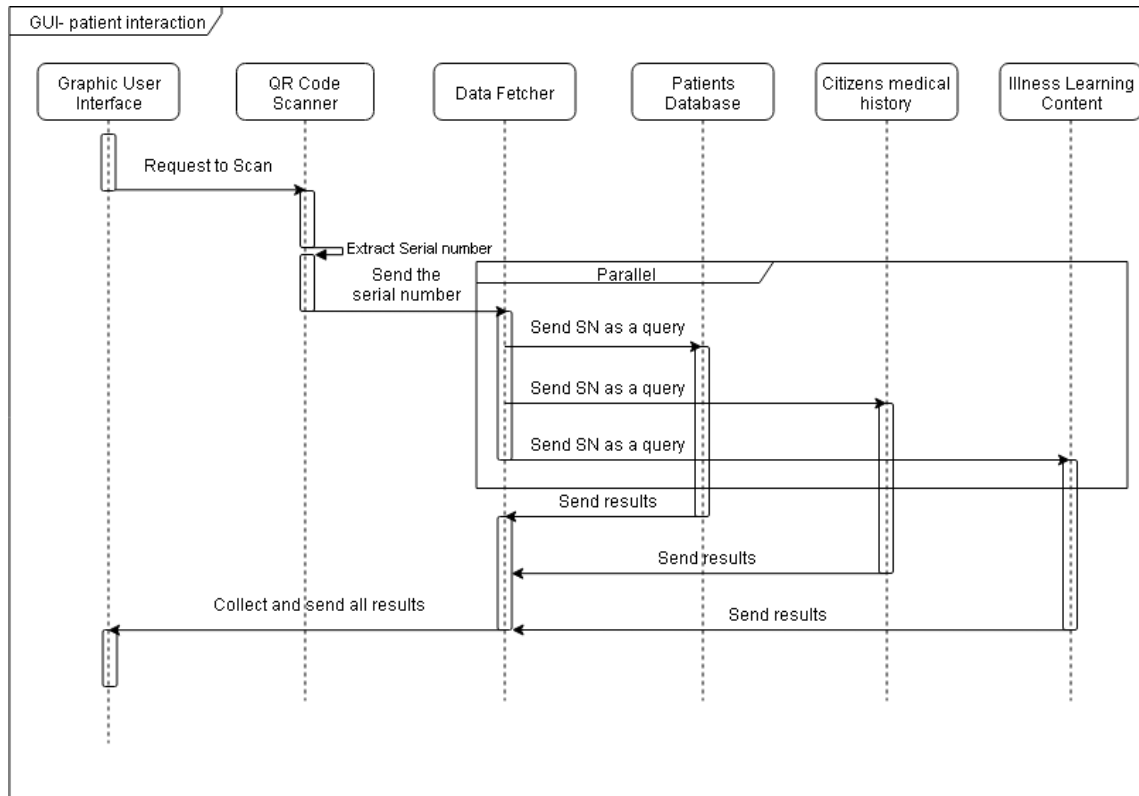 GUI- patient interaction
Graphic User
Interface
QR Code
Scanner
Data Fetcher
Patients
Database
Citizens medical
history
Illness Learning
Content
Request to Scan
Extract Serial number
Send the
serial number
Parallel
Send SN as a query
Send SN as a query
Send SN as a query
Send results
Send results
Collect and send all results
Send results